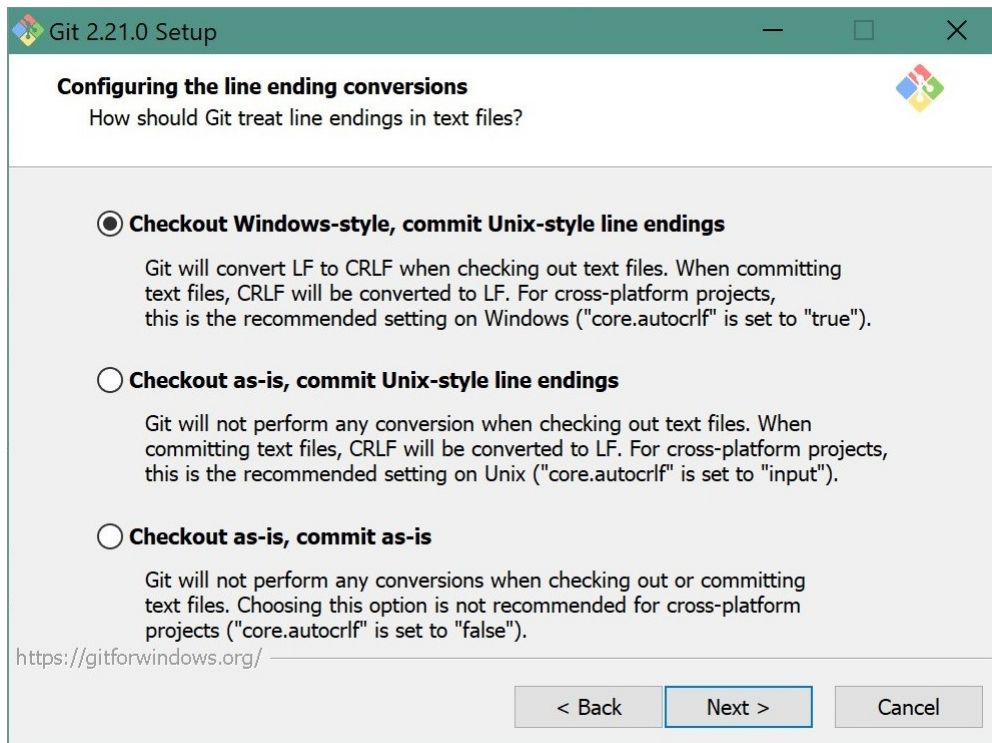 Git 2.21.0 Setup
Configuring the line ending conversions
How should Git treat line endings in text files?
Checkout Windows-style, commit Unix-style line endings
Git will convert LF to CRLF when checking out text files. When committing
text files, CRLF will be converted to LF. For cross-platform projects,
this is the recommended setting on Windows ("core.autocrlf" is set to "true").
Checkout as-is, commit Unix-style line endings
Git will not perform any conversion when checking out text files. When
committing text files, CRLF will be converted to LF. For cross-platform projects,
this is the recommended setting on Unix ("core.autocrlf" is set to "input").
Checkout as-is, commit as-is
Git will not perform any conversions when checking out or committing
text files. Choosing this option is not recommended for cross-platform
projects ("core.autocrlf" is set to "false").
https://gitforwindows.org/
< Back Next > Cancel